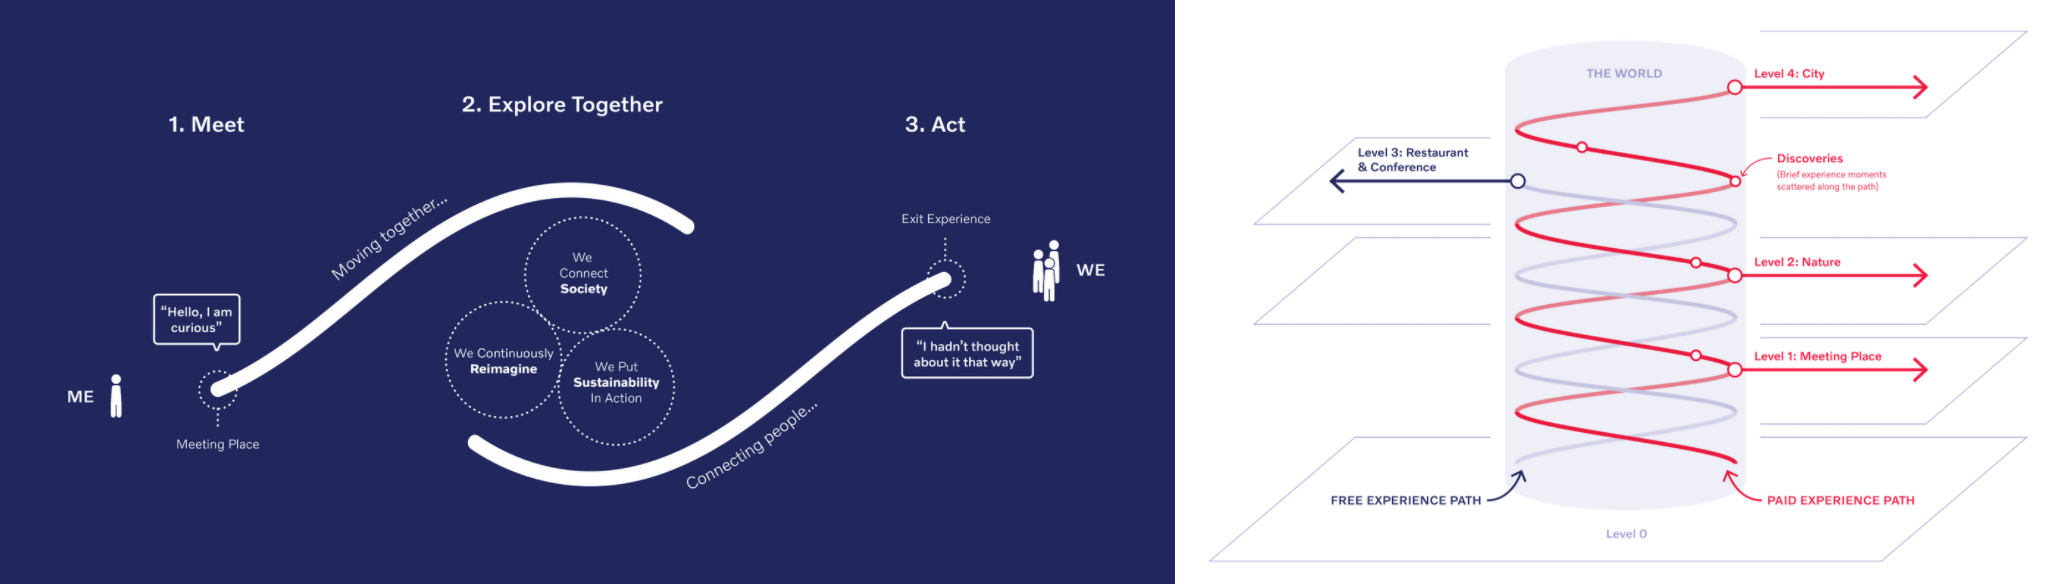 1. Meet
2. Explore Together
3. Act
Moving together...
"Hello, I am
curious"
ME
Meeting Place
We
Connect
Society
We Continuously
Reimagine
We Put
Sustainability
In Action
Connecting people...
Exit Experience
WE
"I hadn't thought
about it that way"
THE WORLD
Level 4: City
Level 3: Restaurant
& Conference
Discoveries
(Brief experience moments
scattered along the path)
Level 2: Nature
Level 1: Meeting Place
FREE EXPERIENCE PATH
PAID EXPERIENCE PATH
Level 0